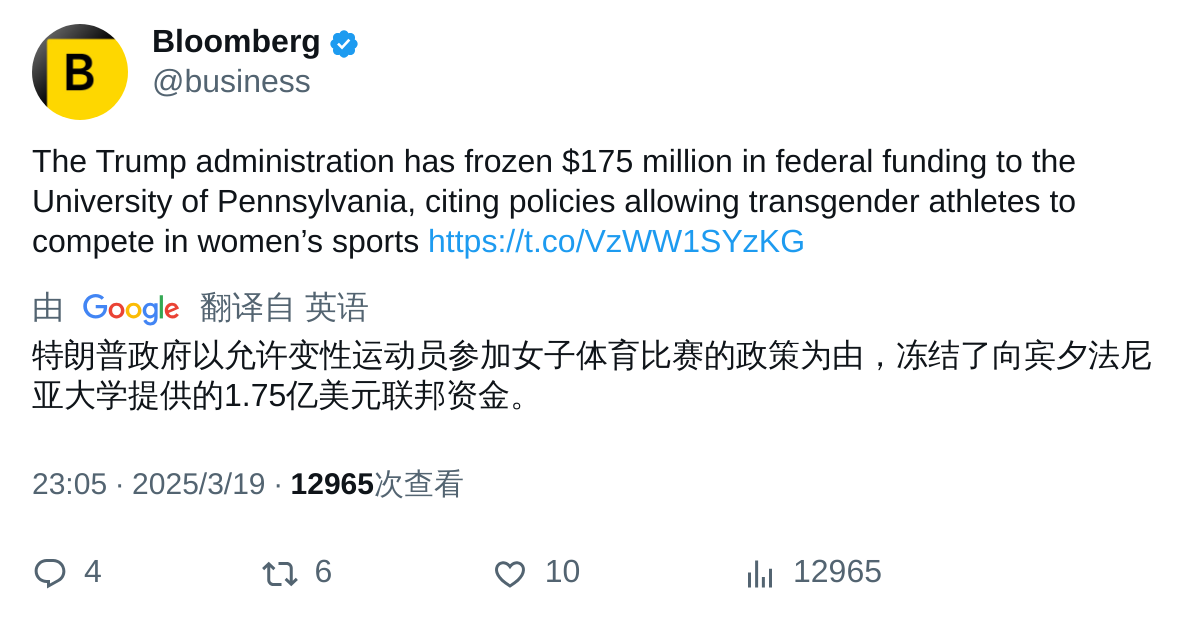 B
Bloomberg
@business
The Trump administration has frozen $175 million in federal funding to the
University of Pennsylvania, citing policies allowing transgender athletes to
compete in women’s sports https://t.co/VzWW1SYzKG
由 Google 翻译自 英语
特朗普政府以允许变性运动员参加女子体育比赛的政策为由，冻结了向宾夕法尼
亚大学提供的1.75亿美元联邦资金。
23:05 · 2025/3/19 · 12965次查看
4 6 10 12965